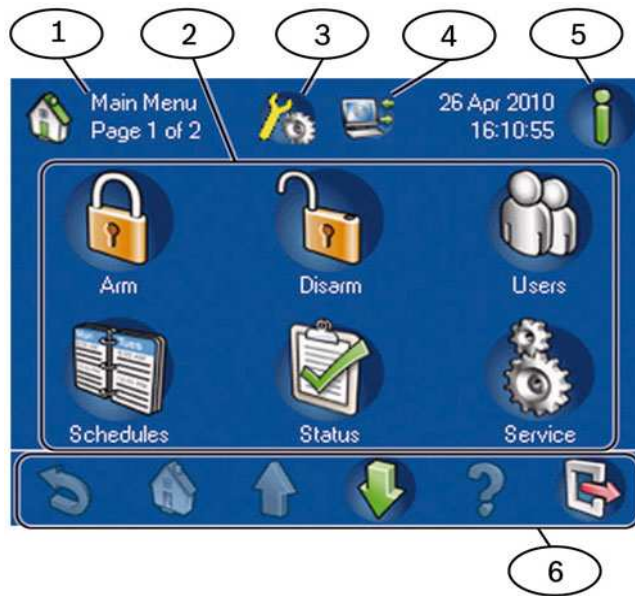 1
2
3
4
5
Main Menu
Page 1 of 2
26 Apr 2010
16:10:55
Arm
Disarm
Users
Schedules
Status
Service
6